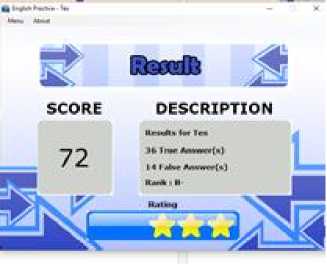 English Practice - Tes
Menu About
Result
SCORE
DESCRIPTION
72
Results for Tes
36 True Answer(s)
14 False Answer(s)
Rank : B-
Rating